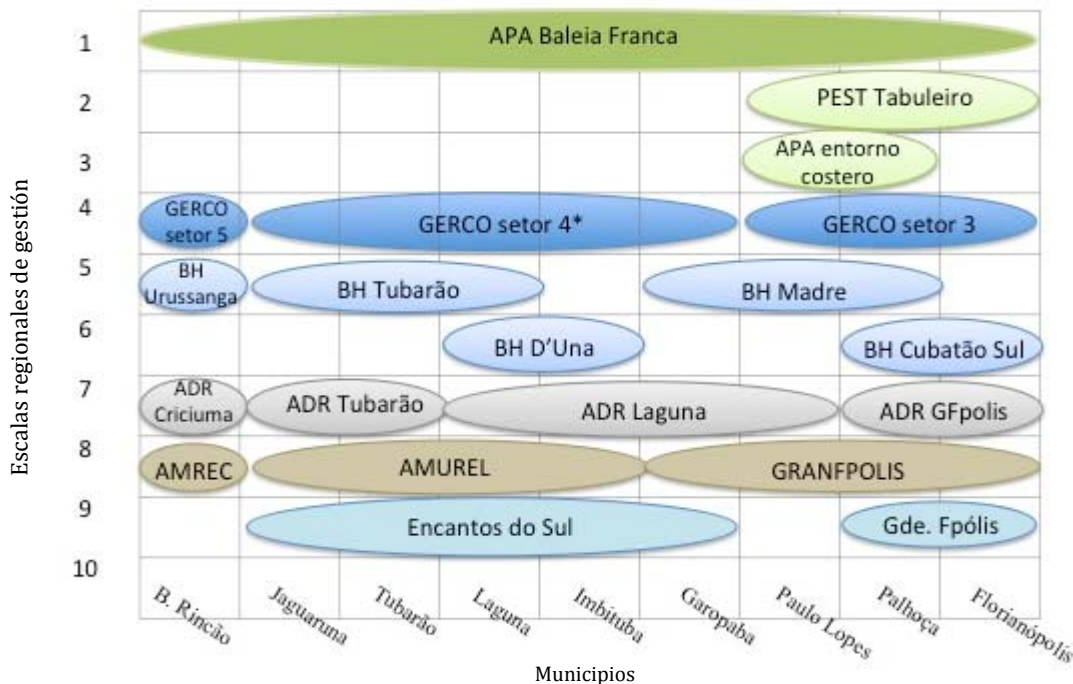 1
APA Baleia Franca
2
PEST Tabuleiro
3
APA entorno
costero
4
GERCO
setor 5
GERCO setor 4*
GERCO setor 3
5
BH
Urussanga
BH Tubarão
BH Madre
6
BH D’Una
BH Cubatão Sul
7
ADR
Criciuma
ADR Tubarão
ADR Laguna
ADR GFpolis
8
AMREC
AMUREL
GRANFPOLIS
9
Encantos do Sul
Gde. Fpólis
10
Escalas regionales de gestión
B. Rincão
Jaguaruna
Tubarão
Laguna
Imbituba
Garopaba
Paulo Lopes
Palhoça
Florianópolis
Municipios